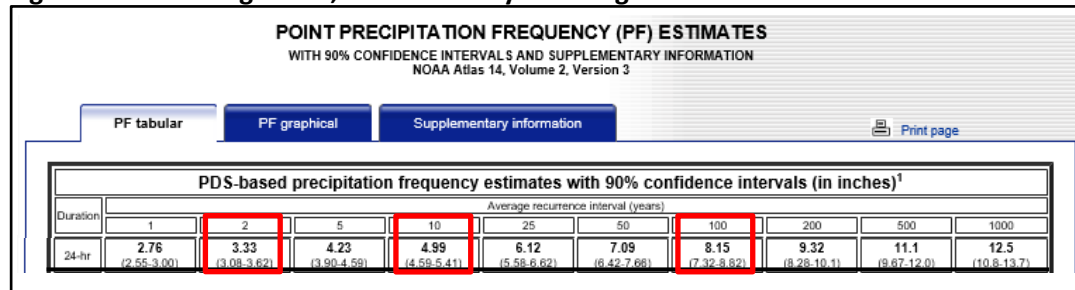 POINT PRECIPITATION FREQUENCY (PF) ESTIMATES
WITH 90% CONFIDENCE INTERVALS AND SUPPLEMENTARY INFORMATION
NOAA Atlas 14, Volume 2, Version 3
PF tabular PF graphical Supplementary information Print page
PDS-based precipitation frequency estimates with 90% confidence intervals (in inches)¹
Duration Average recurrence interval (years)
1 2 5 10 25 50 100 200 500 1000
24-hr 2.76 3.33 4.23 4.99 6.12 7.09 8.15 9.32 11.1 12.5
(2.55-3.00) (3.08-3.62) (3.90-4.59) (4.59-5.41) (5.58-6.62) (6.42-7.66) (7.32-8.82) (8.28-10.1) (9.67-12.0) (10.8-13.7)